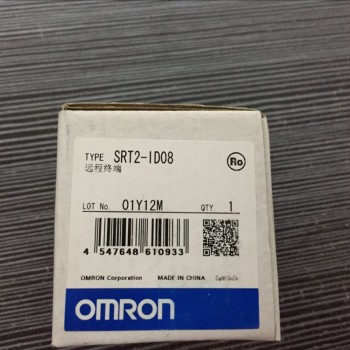 TYPE SRT2-ID08
远程终端
LOT No. 01Y12M QTY 1
4 547648 610933
OMRON Corporation MADE IN CHINA
OMRON